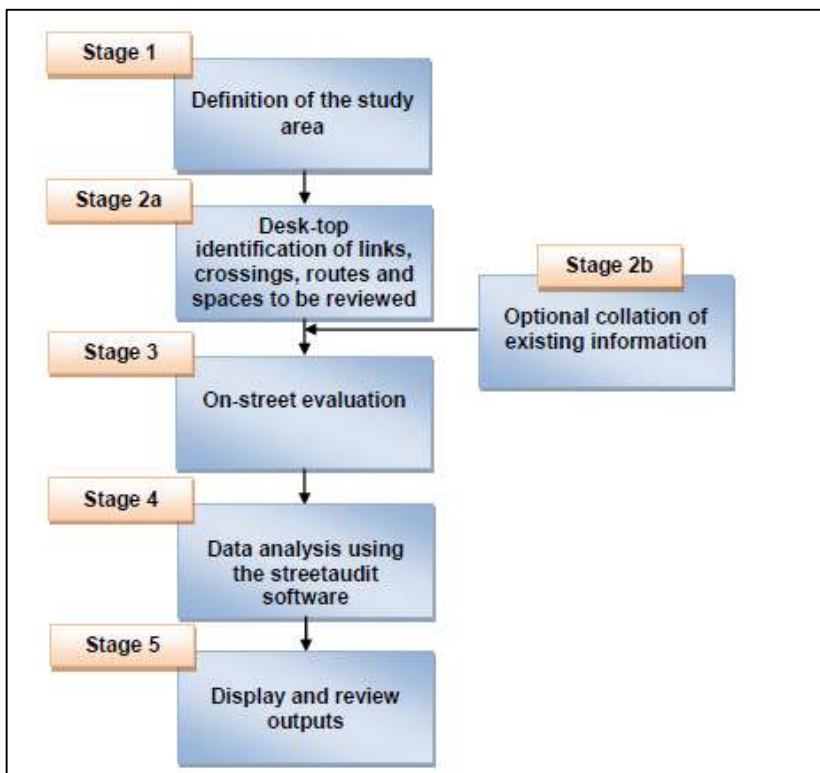 Stage 1
Definition of the study
area
Stage 2a
Desk-top
identification of links,
crossings, routes and
spaces to be reviewed
Stage 2b
Optional collation of
existing information
Stage 3
On-street evaluation
Stage 4
Data analysis using
the streetaudit
software
Stage 5
Display and review
outputs